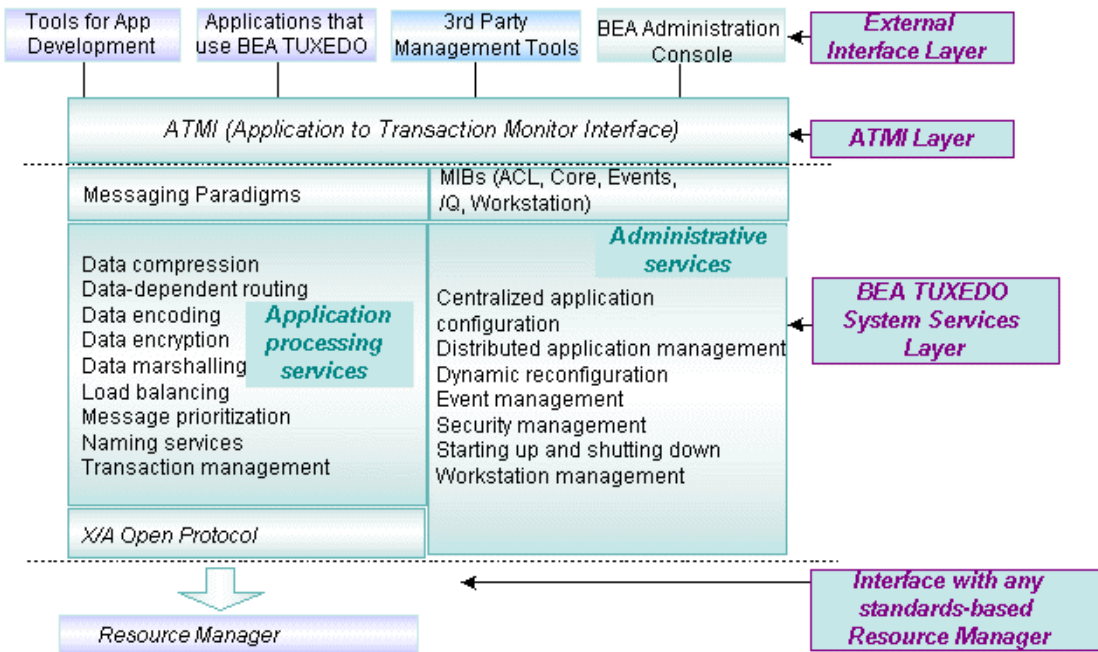 Tools for App
Development
Applications that
use BEA TUXEDO
3rd Party
Management Tools
BEA Administration
Console
External
Interface Layer
ATMI (Application to Transaction Monitor Interface)
ATMI Layer
Messaging Paradigms
MIBs (ACL, Core, Events,
/Q, Workstation)
Data compression
Data-dependent routing
Data encoding
Data encryption
Data marshalling
Load balancing
Message prioritization
Naming services
Transaction management
Application
processing
services
Administrative
services
Centralized application
configuration
Distributed application management
Dynamic reconfiguration
Event management
Security management
Starting up and shutting down
Workstation management
BEA TUXEDO
System Services
Layer
X/A Open Protocol
Interface with any
standards-based
Resource Manager
Resource Manager